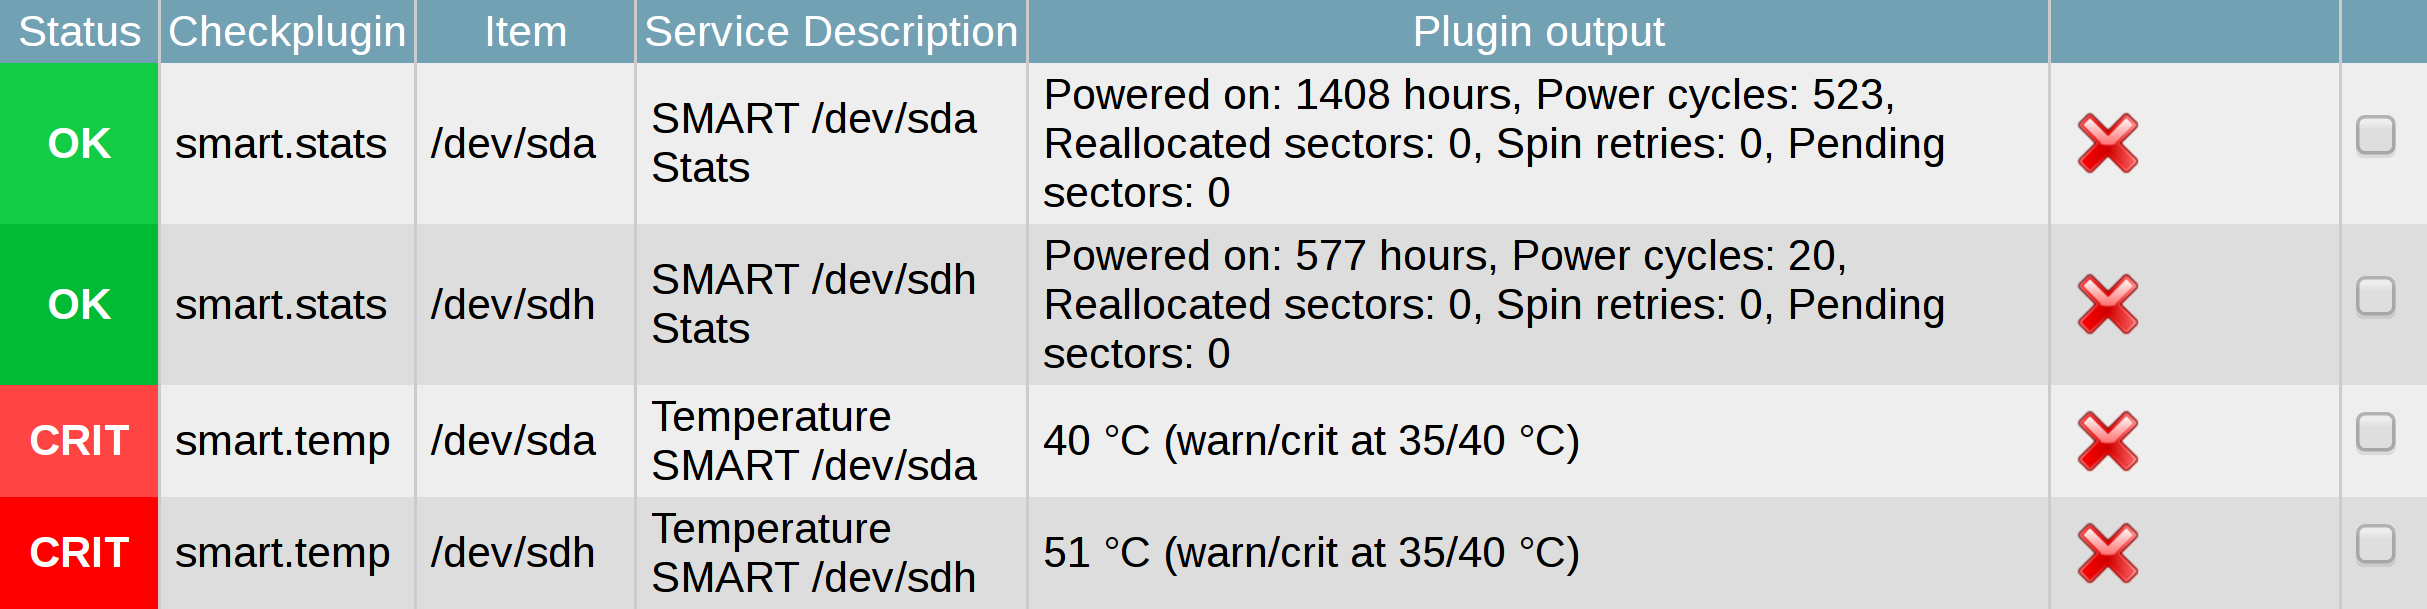 Status Checkplugin Item Service Description Plugin output
OK smart.stats /dev/sda SMART /dev/sda Stats Powered on: 1408 hours, Power cycles: 523,
Reallocated sectors: 0, Spin retries: 0, Pending
sectors: 0
OK smart.stats /dev/sdh SMART /dev/sdh Stats Powered on: 577 hours, Power cycles: 20,
Reallocated sectors: 0, Spin retries: 0, Pending
sectors: 0
CRIT smart.temp /dev/sda Temperature
SMART /dev/sda 40 °C (warn/crit at 35/40 °C)
CRIT smart.temp /dev/sdh Temperature
SMART /dev/sdh 51 °C (warn/crit at 35/40 °C)